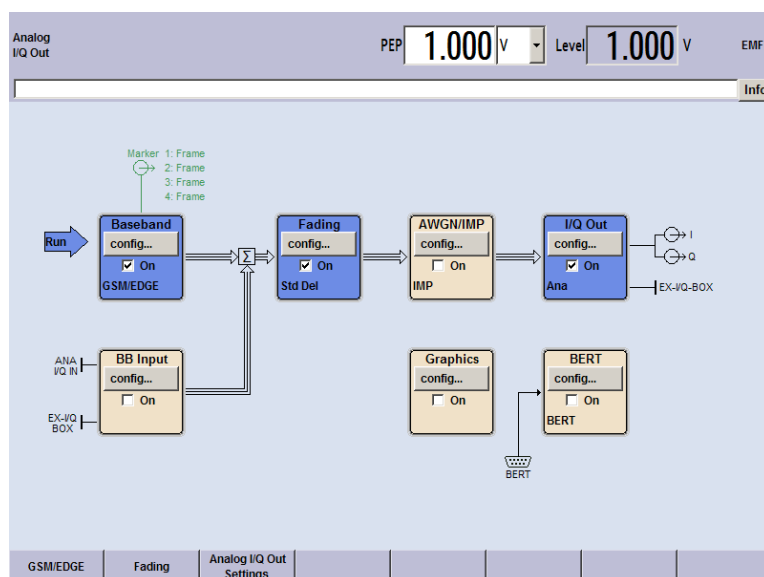 Analog
I/Q Out
PEP 1.000 V Level 1.000 V EMF
Info
Marker 1: Frame
2: Frame
3: Frame
4: Frame
Run
Baseband
config...
On
GSM/EDGE
Σ
Fading
config...
On
Std Del
AWGN/IMP
config...
On
IMP
I/Q Out
config...
On
Ana
I
Q
EX-I/Q-BOX
ANA
I/Q IN
EX-I/Q
BOX
BB Input
config...
On
Graphics
config...
On
BERT
config...
On
BERT
BERT
GSM/EDGE
Fading
Analog I/Q Out
Settings